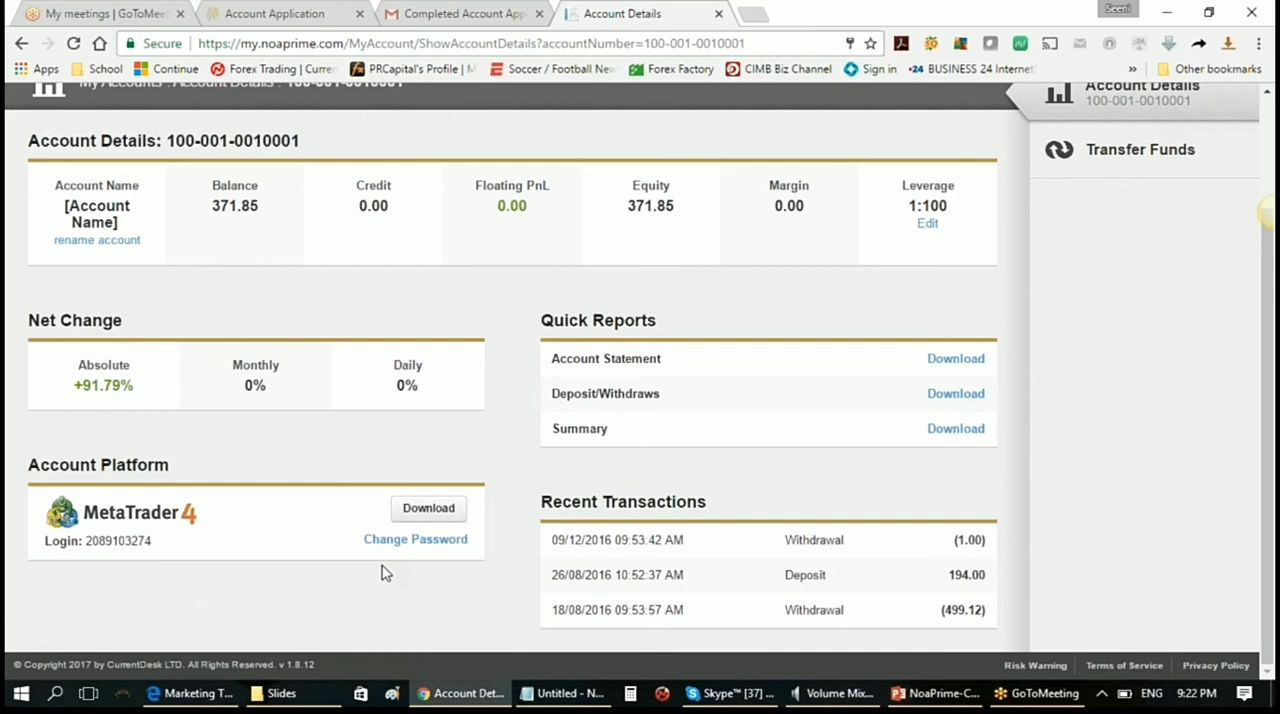 Seeni
My meetings | GoToMee
Account Application
Completed Account App
Account Details
Secure
https://my.noaprime.com/MyAccount/ShowAccountDetails?accountNumber=100-001-0010001
Apps
School
Continue
Forex Trading | Curren
PRCapital's Profile | M
Soccer / Football New
Forex Factory
CIMB Biz Channel
Sign in
BUSINESS 24 Internet
»
Other bookmarks
My Accounts : Account Details : 100-001-0010001
Account Details
100-001-0010001
Transfer Funds
Account Details: 100-001-0010001
Account Name
Balance
Credit
Floating PnL
Equity
Margin
Leverage
[Account
Name]
371.85
0.00
0.00
371.85
0.00
1:100
rename account
Edit
Net Change
Absolute
Monthly
Daily
+91.79%
0%
0%
Quick Reports
Account Statement
Download
Deposit/Withdraws
Download
Summary
Download
Account Platform
MetaTrader 4
Download
Login: 2089103274
Change Password
Recent Transactions
09/12/2016 09:53:42 AM
Withdrawal
(1.00)
26/08/2016 10:52:37 AM
Deposit
194.00
18/08/2016 09:53:57 AM
Withdrawal
(499.12)
© Copyright 2017 by CurrentDesk LTD. All Rights Reserved. v 1.8.12
Risk Warning
Terms of Service
Privacy Policy
Marketing T...
Slides
Account Det...
Untitled - N...
Skype™ [37] ...
Volume Mix...
NoaPrime-C...
GoToMeeting
ENG
9:22 PM